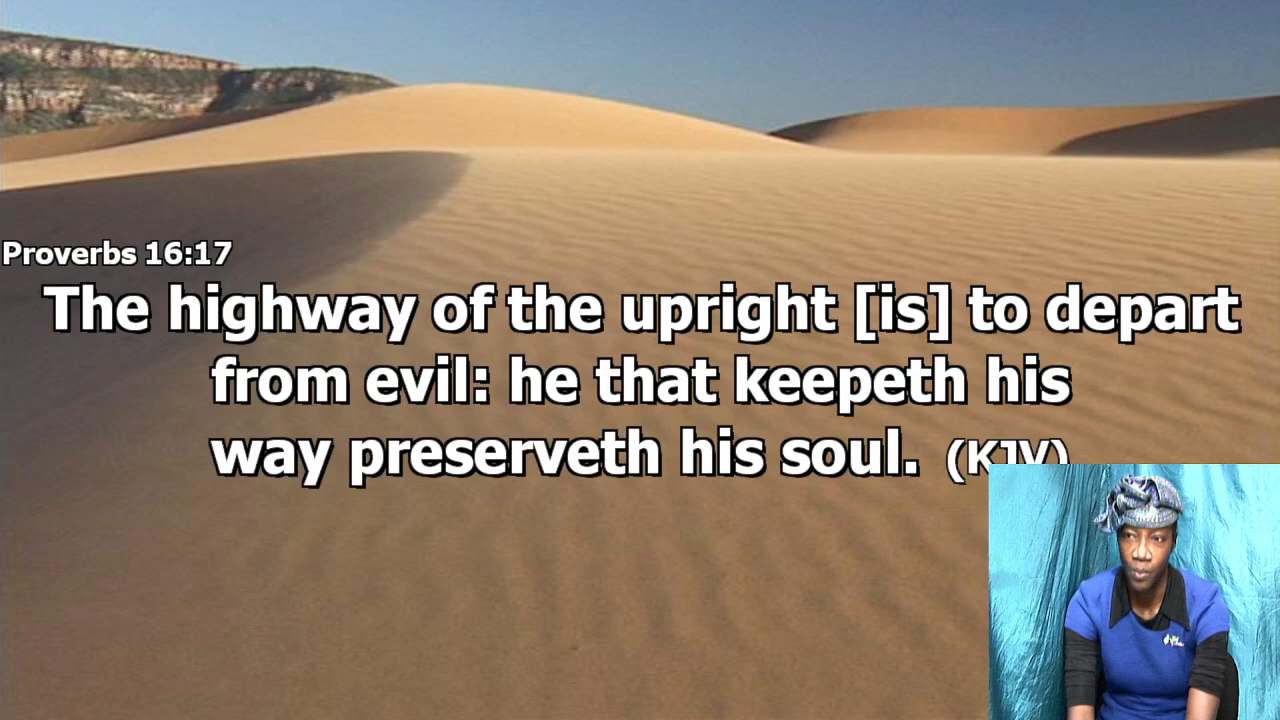 Proverbs 16:17
The highway of the upright [is] to depart
from evil: he that keepeth his
way preserveth his soul. (KJV)